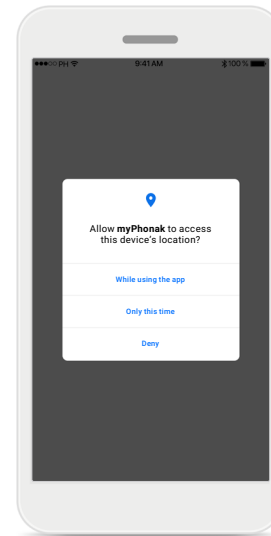 PH 9:41 AM 100 %
Allow myPhonak to access
this device's location?
While using the app
Only this time
Deny